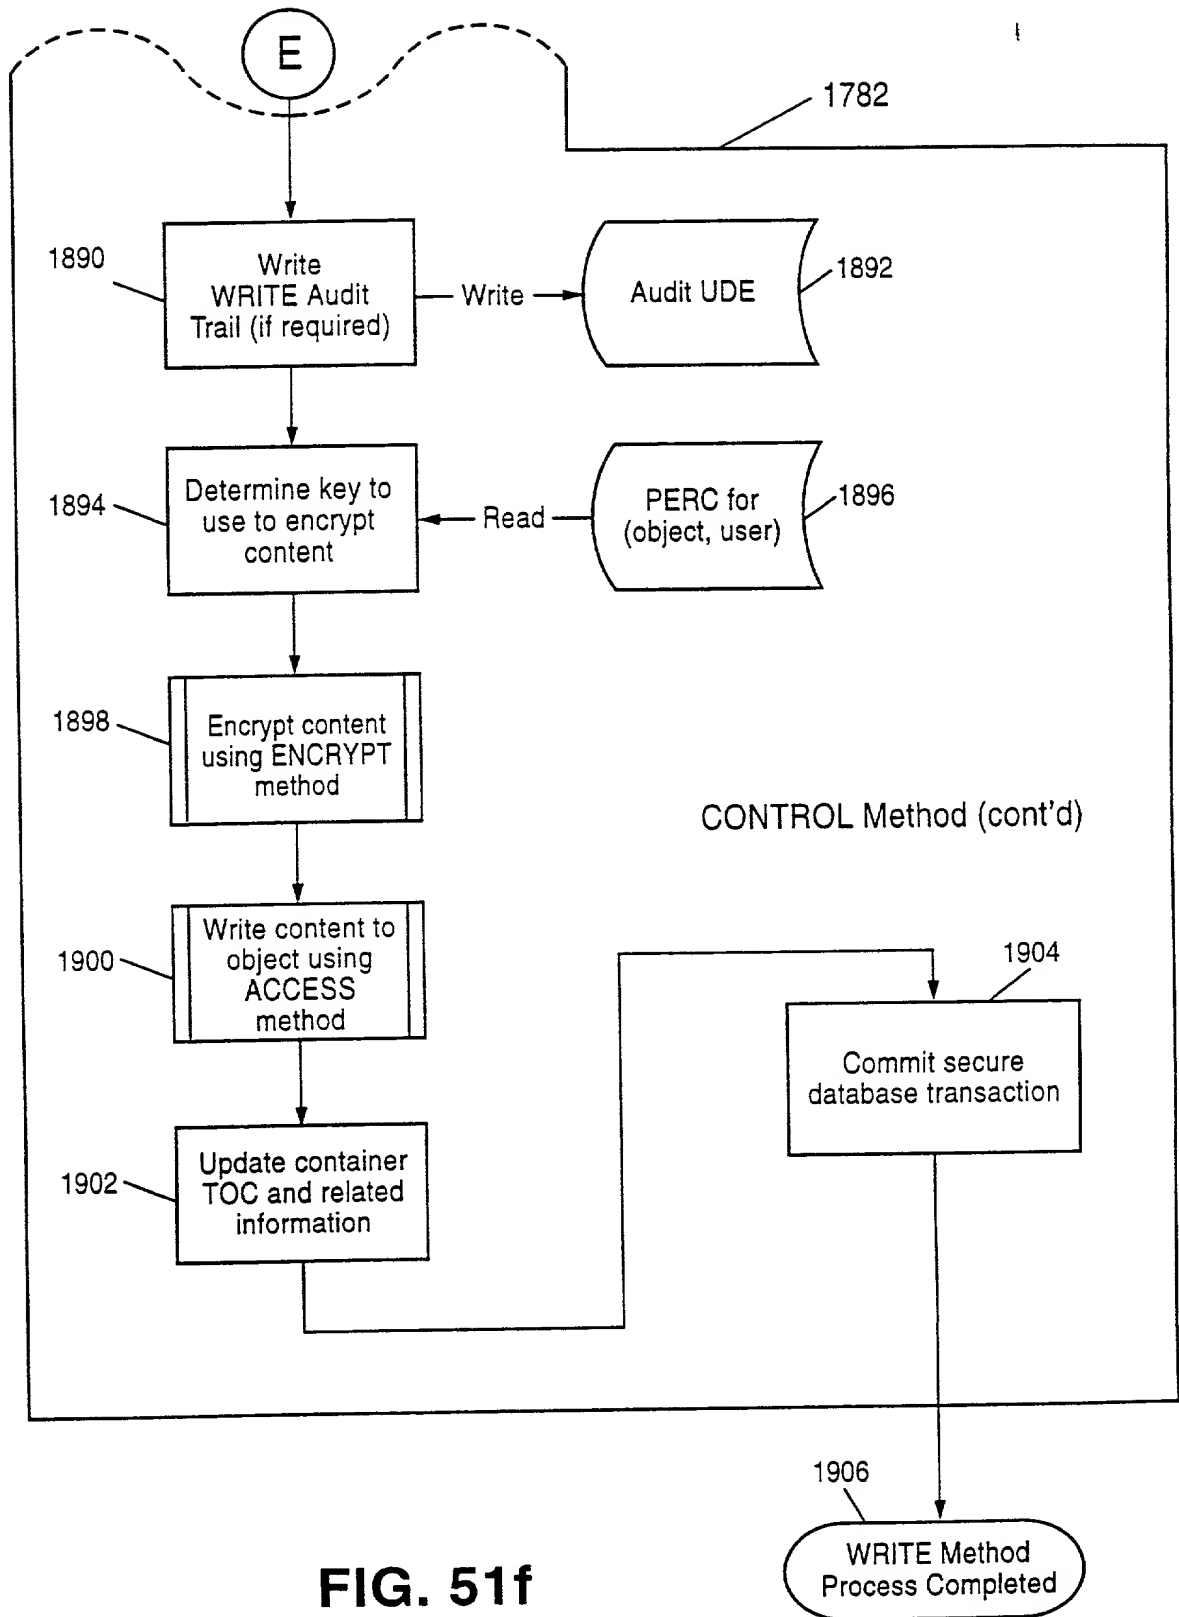 E
1782
1890
Write
WRITE Audit
Trail (if required)
Write
Audit UDE
1892
1894
Determine key to
use to encrypt
content
Read
PERC for
(object, user)
1896
1898
Encrypt content
using ENCRYPT
method
CONTROL Method (cont'd)
1900
Write content to
object using
ACCESS
method
1904
Commit secure
database transaction
1902
Update container
TOC and related
information
1906
WRITE Method
Process Completed
FIG. 51f